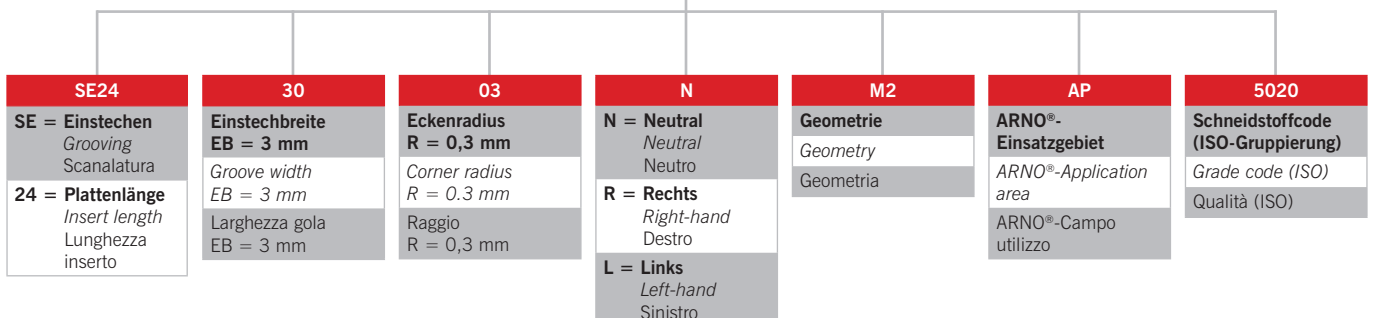 SE24
SE = Einstechen
Grooving
Scanalatura
24 = Plattenlänge
Insert length
Lunghezza
inserto
30
Einstechbreite
EB = 3 mm
Groove width
EB = 3 mm
Larghezza gola
EB = 3 mm
03
Eckenradius
R = 0,3 mm
Corner radius
R = 0.3 mm
Raggio
R = 0,3 mm
N
N = Neutral
Neutral
Neutro
R = Rechts
Right-hand
Destro
L = Links
Left-hand
Sinistro
M2
Geometrie
Geometry
Geometria
AP
ARNO®-
Einsatzgebiet
ARNO®-Application
area
ARNO®-Campo
utilizzo
5020
Schneidstoffcode
(ISO-Gruppierung)
Grade code (ISO)
Qualità (ISO)